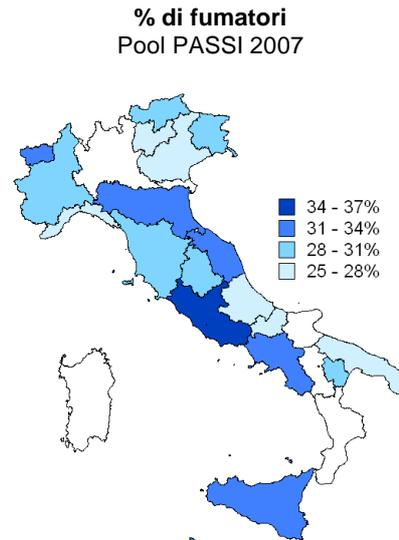 % di fumatori
Pool PASSI 2007
34 - 37%
31 - 34%
28 - 31%
25 - 28%